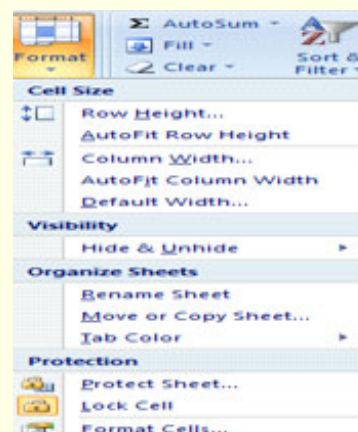 Σ AutoSum
Fill
Clear
Format
Sort &
Filter
Cell Size
Row Height...
AutoFit Row Height
Column Width...
AutoFit Column Width
Default Width...
Visibility
Hide & Unhide
Organize Sheets
Rename Sheet
Move or Copy Sheet...
Tab Color
Protection
Protect Sheet...
Lock Cell
Format Cells...